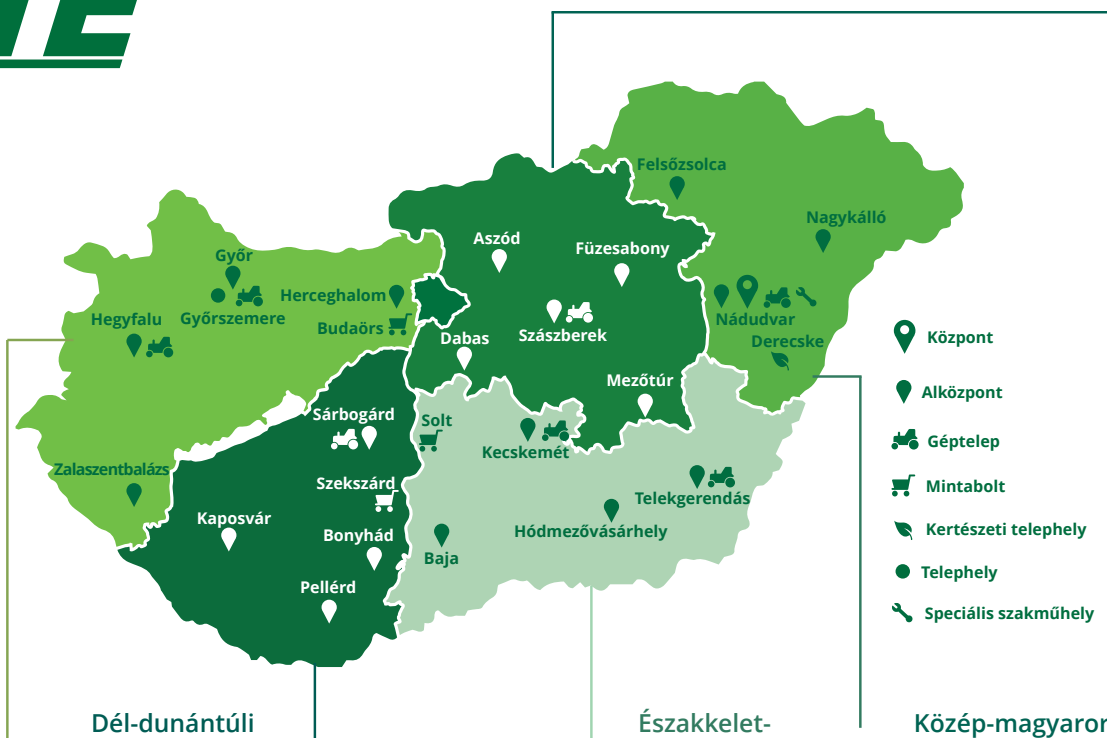 Felsőzsolca
Nagykálló
Aszód
Füzesabony
Győr
Herceghalom
Győrszemere
Hegyfalu
Budaörs
Nádudvar
Derecske
Dabas
Szászberek
Mezőtúr
Sárbogárd
Solt
Kecskemét
Zalaszentbalázs
Szekszárd
Telekgerendás
Kaposvár
Bonyhád
Hódmezővásárhely
Baja
Pellérd
Központ
Alközpont
Géptelep
Mintabolt
Kertészeti telephely
Telephely
Speciális szakműhely
Dél-dunántúli
Északkelet-
Közép-magyaror